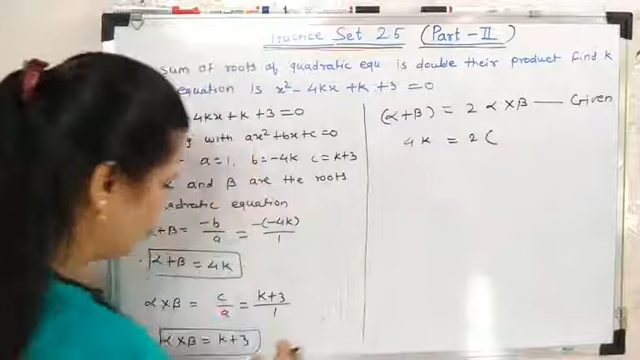 Practice Set 2.5 (Part-II)
sum of roots of quadratic equ is double their product find k
equation is x² - 4kx + k + 3 = 0
4kx + k + 3 = 0
with ax² + bx + c = 0
a = 1, b = -4k c = k+3
and β are the roots
equation
+ β = -b/a = -(-4k)/1
α + β = 4k
α × β = c/a = k+3/1
α × β = k+3
(α + β) = 2 α × β — Given
4k = 2 (